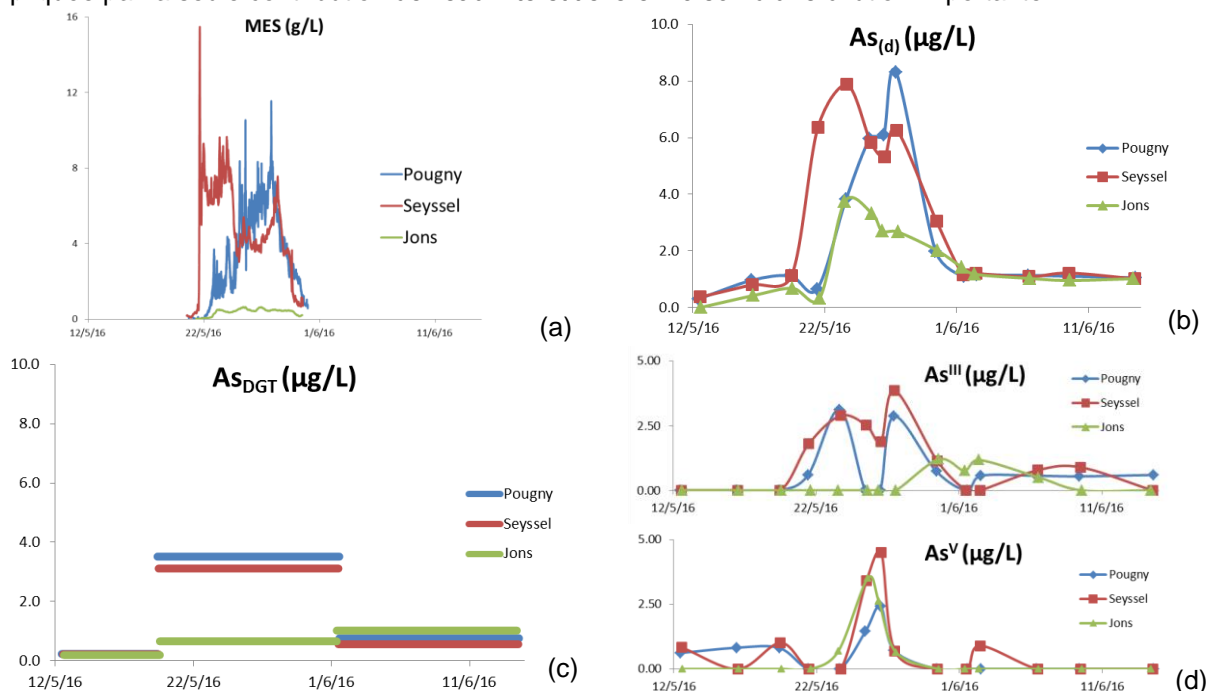 MES (g/L)
16
12
8
4
0
12/5/16 22/5/16 1/6/16 11/6/16
Pougny
Seyssel
Jons
(a)
As(d) (µg/L)
10.0
8.0
6.0
4.0
2.0
0.0
12/5/16 22/5/16 1/6/16 11/6/16
Pougny
Seyssel
Jons
(b)
AsDGT (µg/L)
10.0
8.0
6.0
4.0
2.0
0.0
12/5/16 22/5/16 1/6/16 11/6/16
Pougny
Seyssel
Jons
(c)
AsIII (µg/L)
5.00
2.50
0.00
12/5/16 22/5/16 1/6/16 11/6/16
Pougny
Seyssel
Jons
AsV (µg/L)
5.00
2.50
0.00
12/5/16 22/5/16 1/6/16 11/6/16
Pougny
Seyssel
Jons
(d)